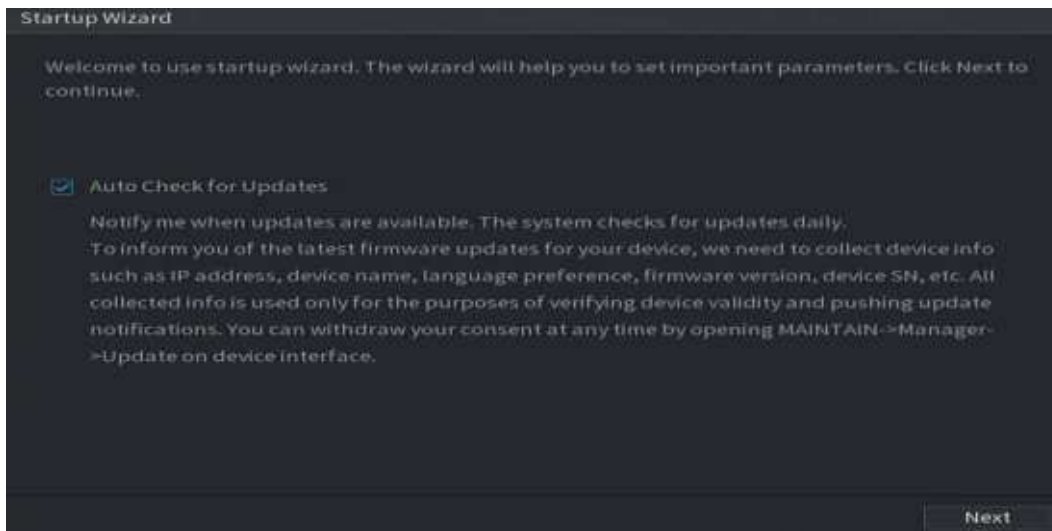 Startup Wizard
Welcome to use startup wizard. The wizard will help you to set important parameters. Click Next to
continue.
Auto Check for Updates
Notify me when updates are available. The system checks for updates daily.
To inform you of the latest firmware updates for your device, we need to collect device info
such as IP address, device name, language preference, firmware version, device SN, etc. All
collected info is used only for the purposes of verifying device validity and pushing update
notifications. You can withdraw your consent at any time by opening MAINTAIN->Manager-
>Update on device interface.
Next